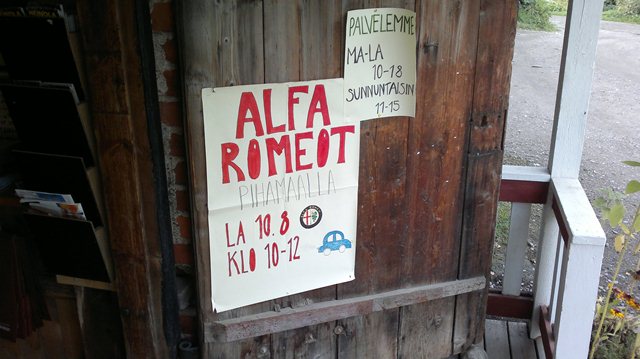 PALVELEMME
MA-LA
10-18
SUNNUNTAISIN
11-15
ALFA
ROMEOT
PIHAMAALLA
LA 10.8
KLO 10-12